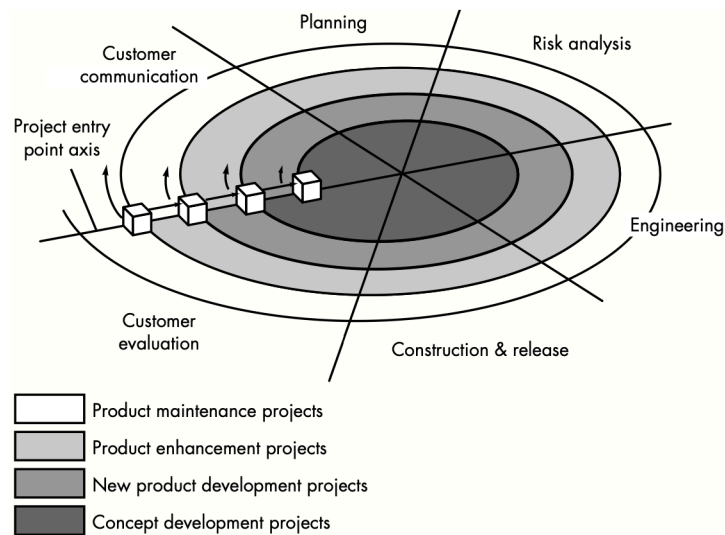 Planning
Risk analysis
Customer
communication
Project entry
point axis
Engineering
Customer
evaluation
Construction & release
Product maintenance projects
Product enhancement projects
New product development projects
Concept development projects